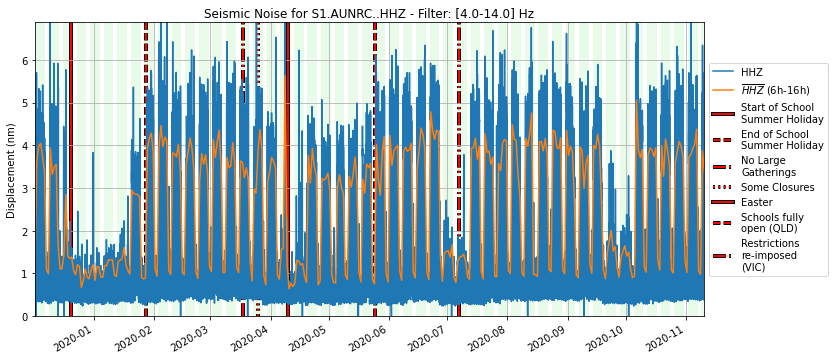 Seismic Noise for S1.AUNRC..HHZ - Filter: [4.0-14.0] Hz
Displacement (nm)
6
5
4
3
2
1
0
2020-01
2020-02
2020-03
2020-04
2020-05
2020-06
2020-07
2020-08
2020-09
2020-10
2020-11
HHZ
HHZ (6h-16h)
Start of School
Summer Holiday
End of School
Summer Holiday
No Large
Gatherings
Some Closures
Easter
Schools fully
open (QLD)
Restrictions
re-imposed
(VIC)